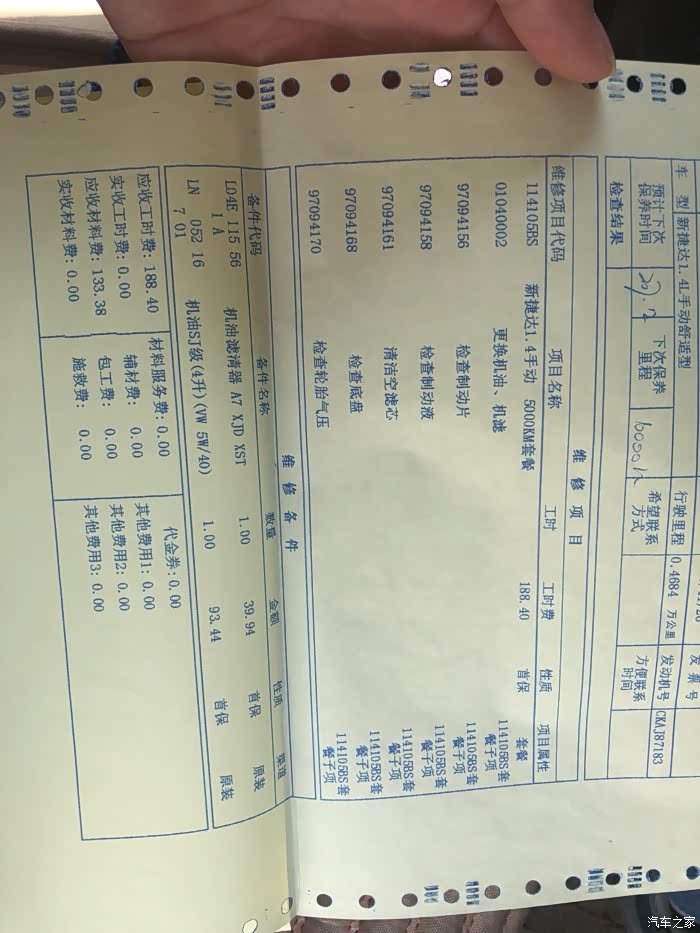 车 型 新捷达1.4L手动舒适型 行驶里程 0.4684 万公里 发动机号 CKAJ87183
发 票 号
预计下次保养时间 下次保养里程 10000k 希望联系方式 方便联系时间
检查结果
维 修 项 目
维修项目代码 项目名称 工时 工时费 性质 项目属性
114105BS 新捷达1.4手动 5000KM套餐 188.40 首保 套餐
01040002 更换机油、机滤 114105BS套餐子项
97094156 检查制动片 114105BS套餐子项
97094158 检查制动液 114105BS套餐子项
97094161 清洁空滤芯 114105BS套餐子项
97094168 检查底盘 114105BS套餐子项
97094170 检查轮胎气压 114105BS套餐子项
维 修 备 件
备件代码 备件名称 数量 金额 性质 渠道
L04E 115 561 A 机油滤清器 A7 XJD XST 1.00 39.94 首保 原装
LN 052 167 01 机油SJ级(4升)(VW 5W/40) 1.00 93.44 首保 原装
应收工时费: 188.40 材料服务费: 0.00 代金券: 0.00
实收工时费: 0.00 辅材费: 0.00 其他费用1: 0.00
应收材料费: 133.38 包工费: 0.00 其他费用2: 0.00
实收材料费: 0.00 施救费: 0.00 其他费用3: 0.00
汽车之家